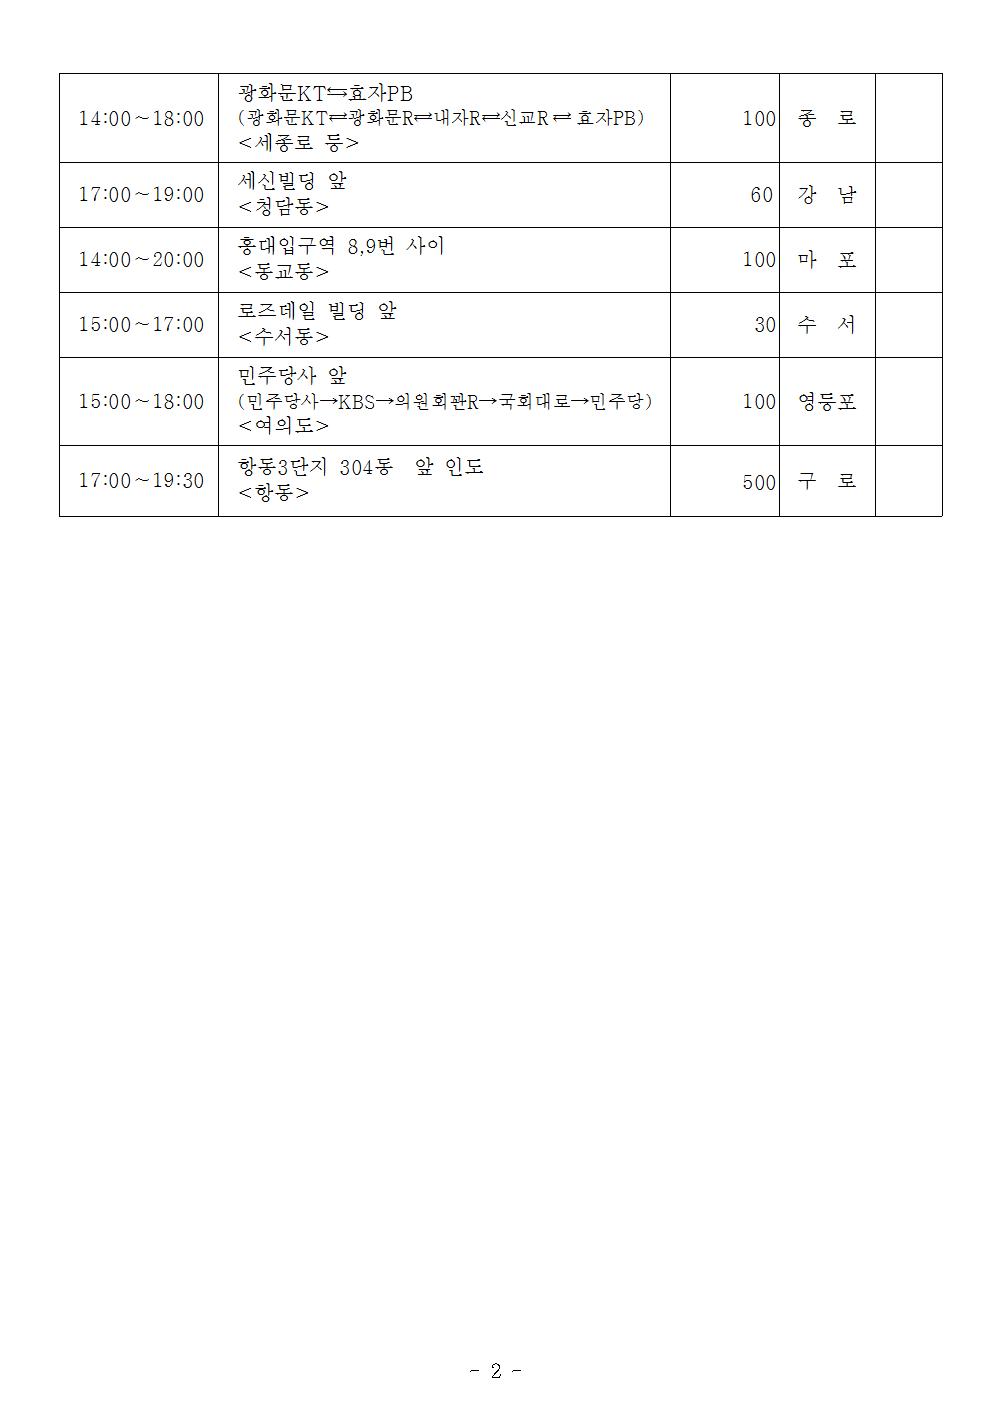 14:00~18:00
광화문KT⇆효자PB
(광화문KT⇄광화문R⇄내자R⇄신교R ⇄ 효자PB)
<세종로 등>
100
종 로
17:00~19:00
세신빌딩 앞
<청담동>
60
강 남
14:00~20:00
홍대입구역 8,9번 사이
<동교동>
100
마 포
15:00~17:00
로즈데일 빌딩 앞
<수서동>
30
수 서
15:00~18:00
민주당사 앞
(민주당사→KBS→의원회관R→국회대로→민주당)
<여의도>
100
영등포
17:00~19:30
항동3단지 304동 앞 인도
<항동>
500
구 로
- 2 -